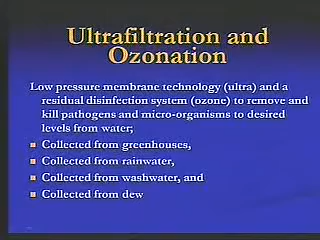 Ultrafiltration and
Ozonation
Low pressure membrane technology (ultra) and a
residual disinfection system (ozone) to remove and
kill pathogens and micro-organisms to desired
levels from water;
Collected from greenhouses,
Collected from rainwater,
Collected from washwater, and
Collected from dew